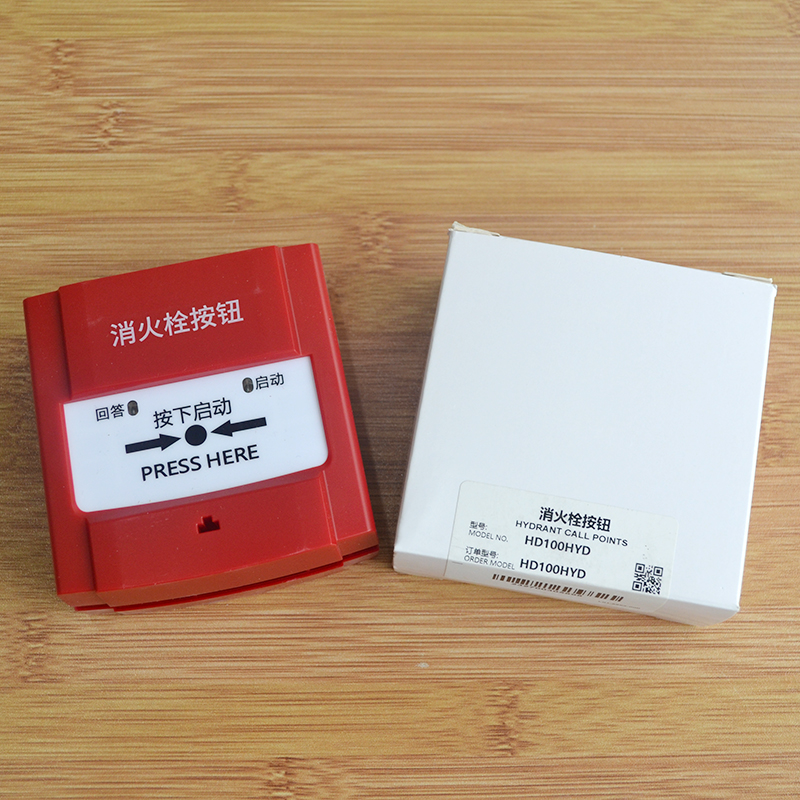 消火栓按钮
回答
启动
按下启动
PRESS HERE
消火栓按钮
HYDRANT CALL POINTS
型号:
MODEL NO.
HD100HYD
订单型号:
ORDER MODEL
HD100HYD